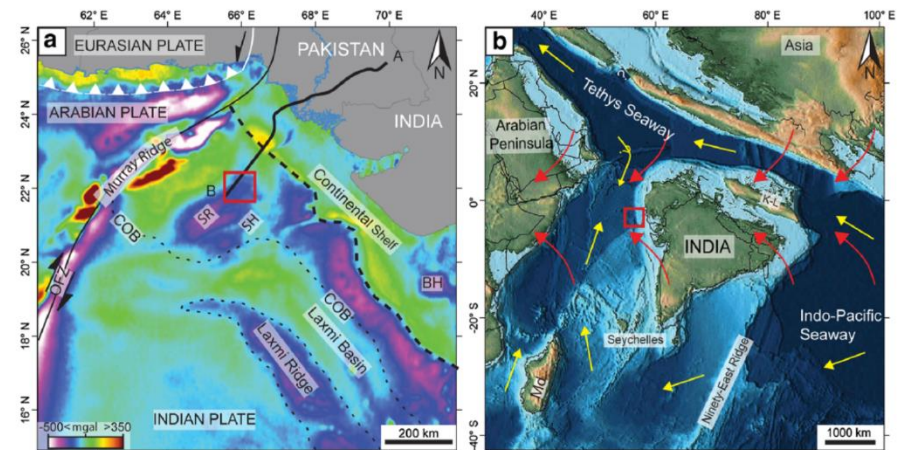 62 °E
64 °E
66 °E
68 °E
70 °E
a
26 °N
24 °N
22 °N
20 °N
18 °N
16 °N
EURASIAN PLATE
PAKISTAN
A
N
ARABIAN PLATE
INDIA
Murray Ridge
B
Continental Shelf
COB
SR
SH
OFZ
BH
COB
Laxmi Basin
Laxmi Ridge
INDIAN PLATE
-500< mgal >350
200 km
40 °E
60 °E
80 °E
100 °E
b
20 °N
0°
-20 °S
-40 °S
Asia
N
Tethys Seaway
Arabian
Peninsula
?
K-L
INDIA
Indo-Pacific
Seaway
Seychelles
Ninety-East Ridge
Md
1000 km